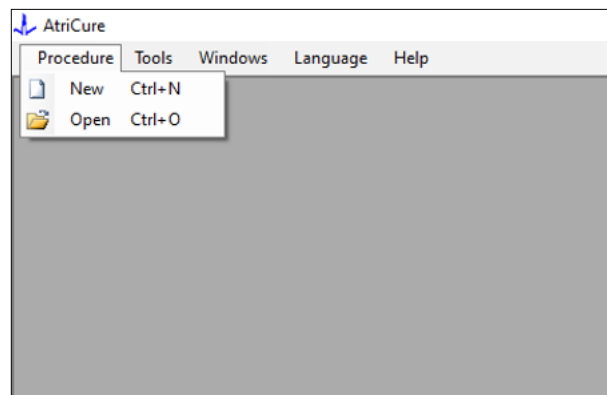 AtriCure
Procedure Tools Windows Language Help
New Ctrl+N
Open Ctrl+O